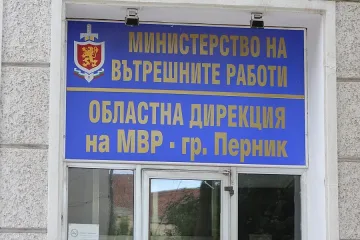 МИНИСТЕРСТВО НА
ВЪТРЕШНИТЕ РАБОТИ
ОБЛАСТНА ДИРЕКЦИЯ
на МВР - гр. Перник